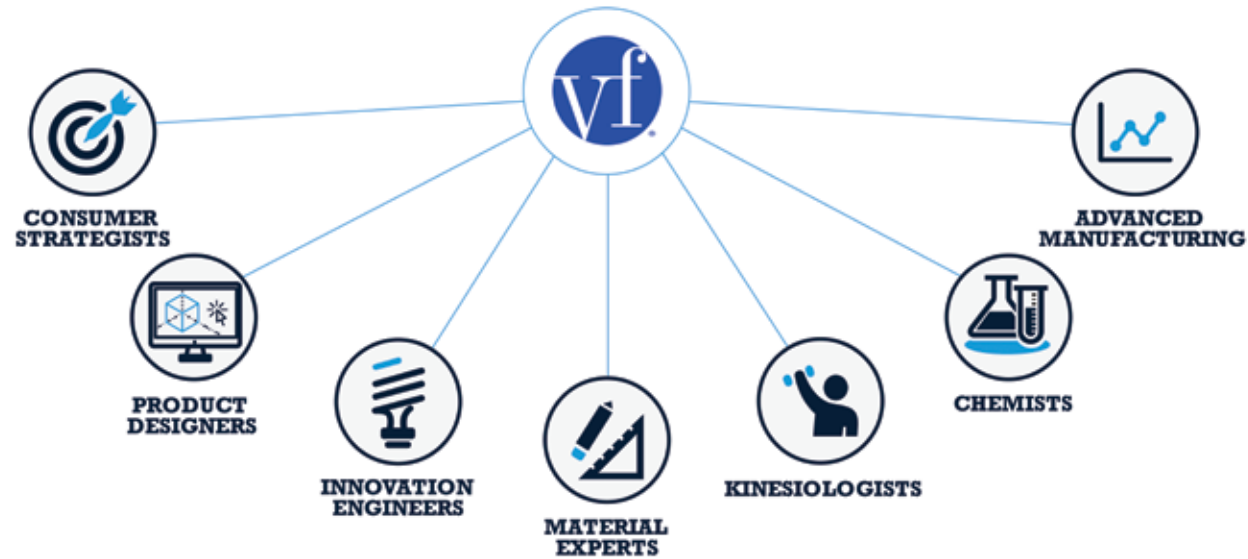 vf
CONSUMER
STRATEGISTS
ADVANCED
MANUFACTURING
PRODUCT
DESIGNERS
CHEMISTS
INNOVATION
ENGINEERS
KINESIOLOGISTS
MATERIAL
EXPERTS